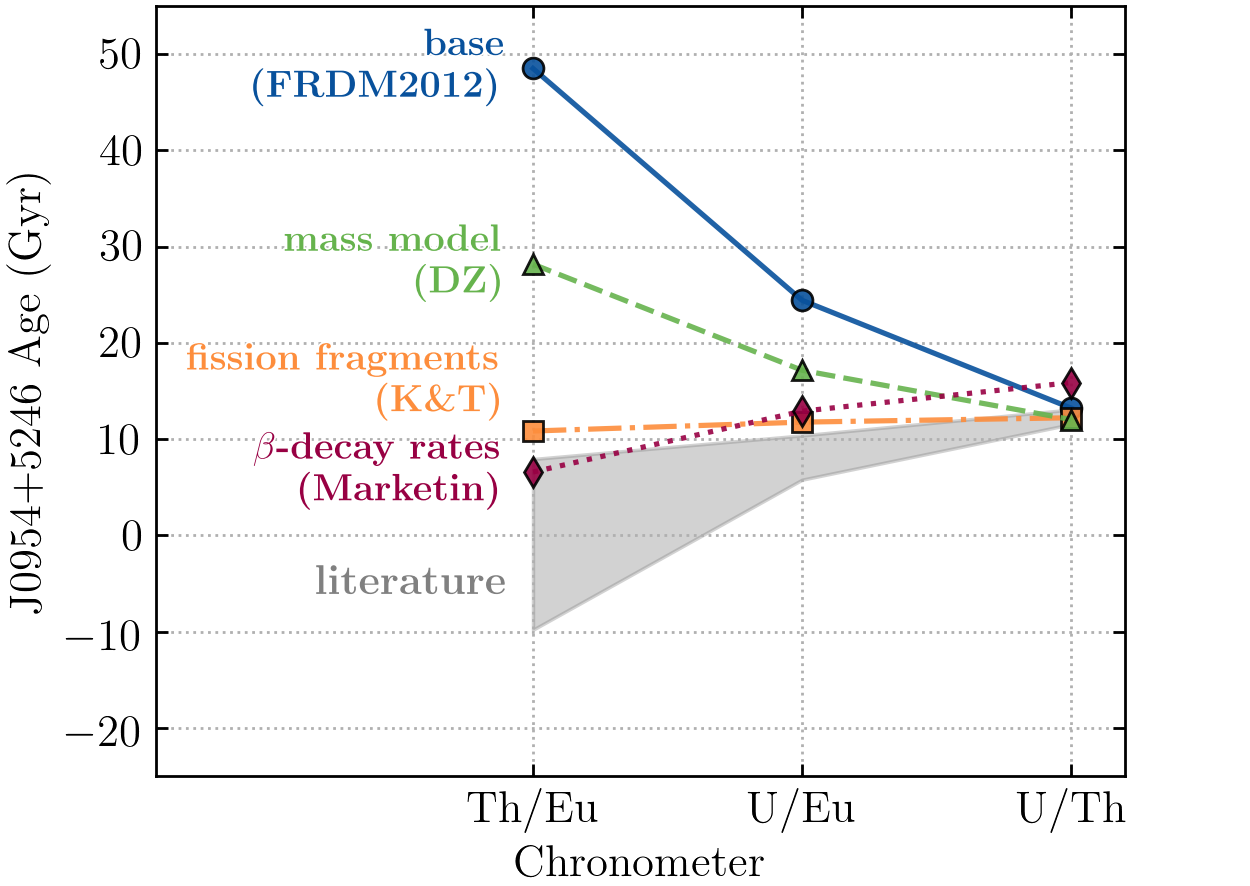 base
(FRDM2012)
mass model
(DZ)
fission fragments
(K&T)
β-decay rates
(Marketin)
literature
J0954+5246 Age (Gyr)
50
40
30
20
10
0
−10
−20
Th/Eu
U/Eu
U/Th
Chronometer